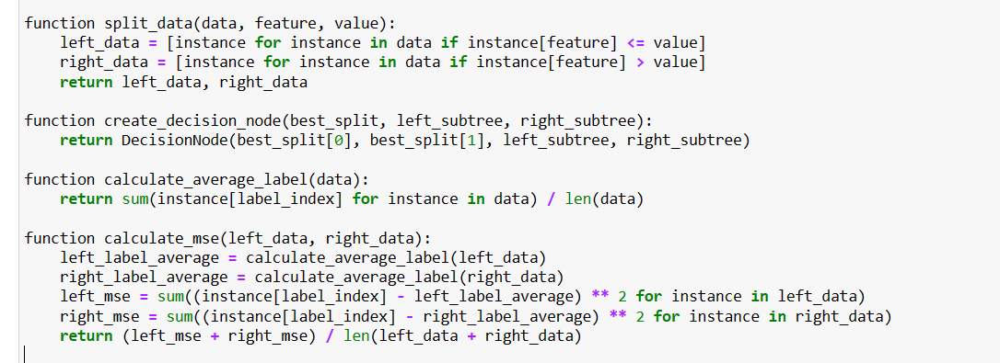 function split_data(data, feature, value):
    left_data = [instance for instance in data if instance[feature] <= value]
    right_data = [instance for instance in data if instance[feature] > value]
    return left_data, right_data

function create_decision_node(best_split, left_subtree, right_subtree):
    return DecisionNode(best_split[0], best_split[1], left_subtree, right_subtree)

function calculate_average_label(data):
    return sum(instance[label_index] for instance in data) / len(data)

function calculate_mse(left_data, right_data):
    left_label_average = calculate_average_label(left_data)
    right_label_average = calculate_average_label(right_data)
    left_mse = sum((instance[label_index] - left_label_average) ** 2 for instance in left_data)
    right_mse = sum((instance[label_index] - right_label_average) ** 2 for instance in right_data)
    return (left_mse + right_mse) / len(left_data + right_data)